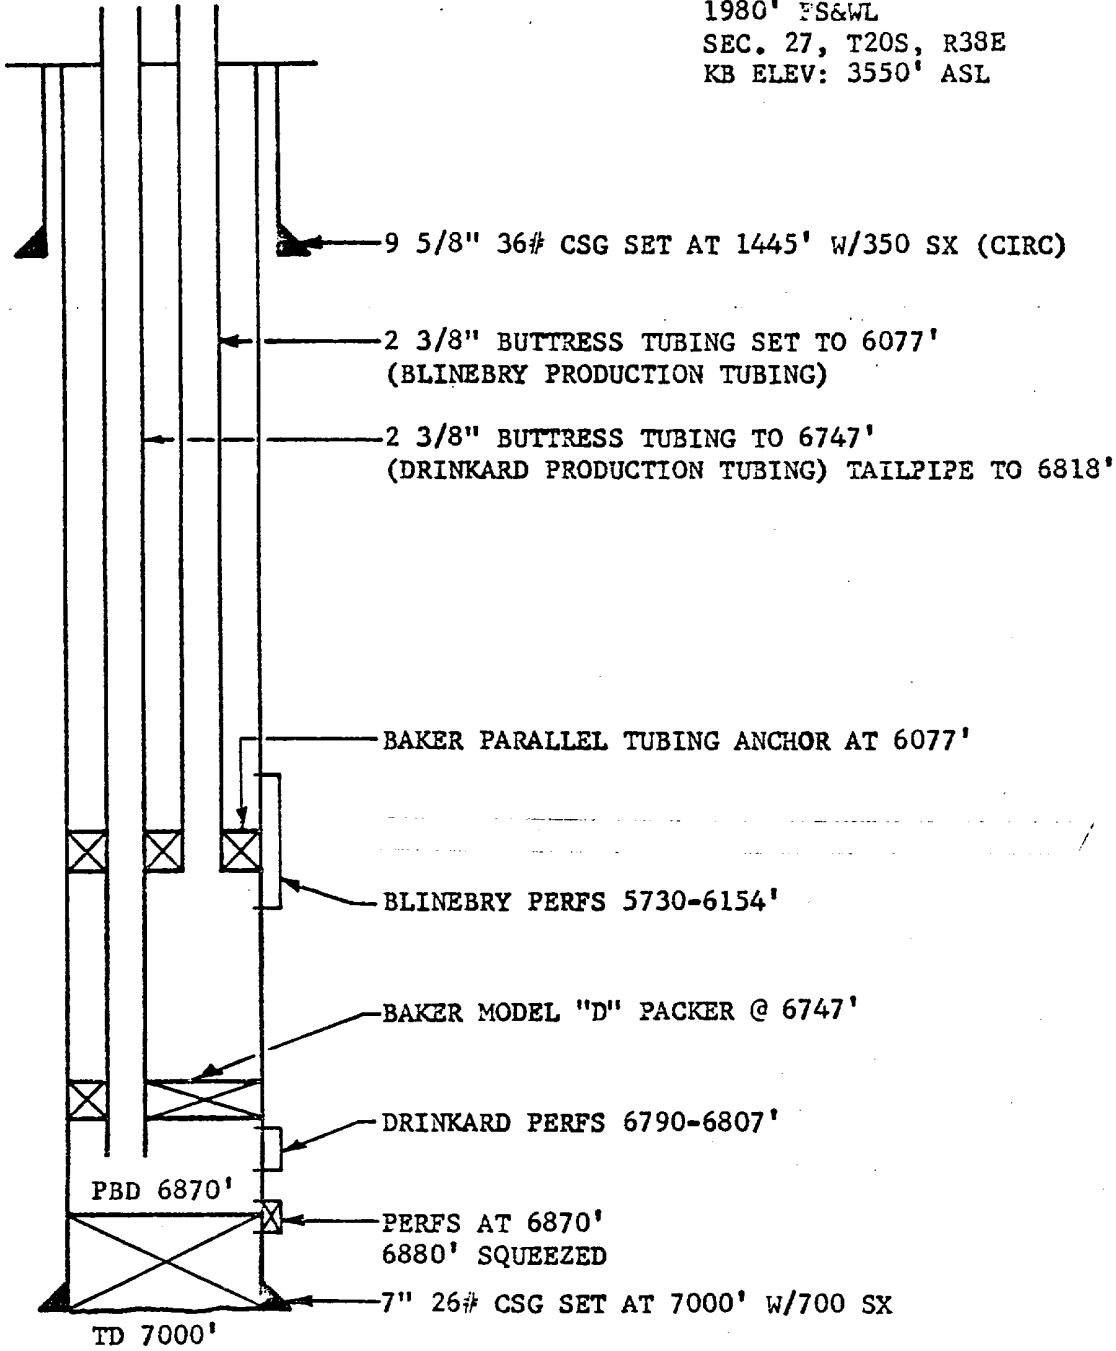 1980' FS&WL
SEC. 27, T20S, R38E
KB ELEV: 3550' ASL
9 5/8" 36# CSG SET AT 1445' W/350 SX (CIRC)
2 3/8" BUTTRESS TUBING SET TO 6077'
(BLINEBRY PRODUCTION TUBING)
2 3/8" BUTTRESS TUBING TO 6747'
(DRINKARD PRODUCTION TUBING) TAILPIPE TO 6818'
BAKER PARALLEL TUBING ANCHOR AT 6077'
BLINEBRY PERFS 5730-6154'
BAKER MODEL "D" PACKER @ 6747'
DRINKARD PERFS 6790-6807'
PBD 6870'
PERFS AT 6870'
6880' SQUEEZED
7" 26# CSG SET AT 7000' W/700 SX
TD 7000'